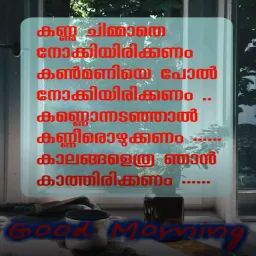 കണ്ണു ചിമ്മാതെ
നോക്കിയിരിക്കണം
കൺമണിയെ പോൽ
നോക്കിയിരിക്കണം ..
കണ്ണൊന്നടഞ്ഞാൽ
കണ്ണീരൊഴുക്കണം ......
കാലങ്ങളെത്ര ഞാൻ
കാത്തിരിക്കണം ......
Good Morning